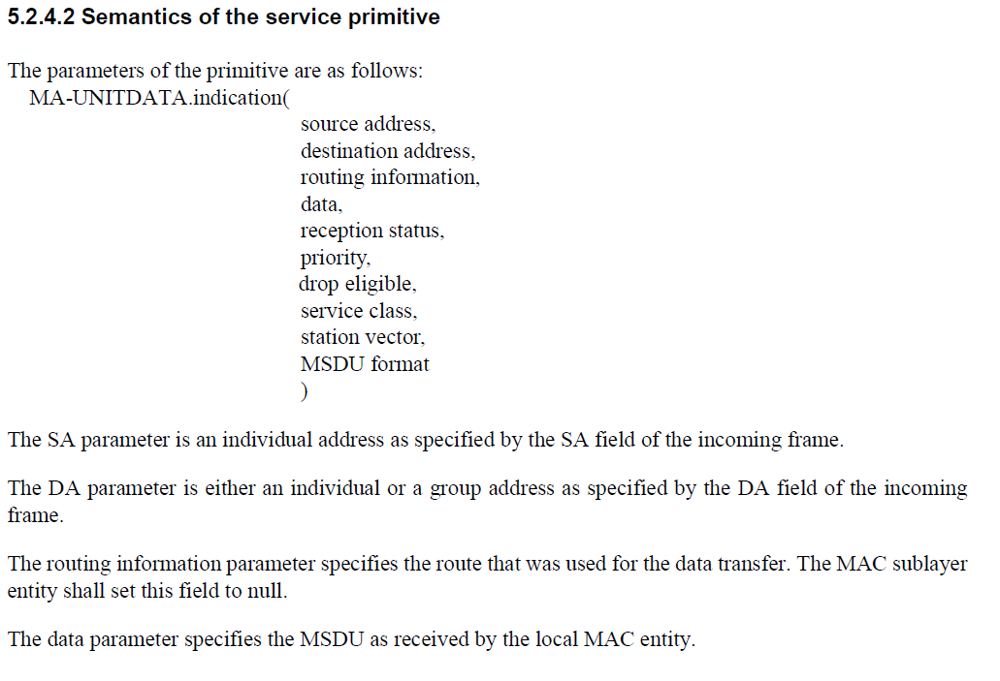 5.2.4.2 Semantics of the service primitive
The parameters of the primitive are as follows:
MA-UNITDATA.indication(
source address,
destination address,
routing information,
data,
reception status,
priority,
drop eligible,
service class,
station vector,
MSDU format
)
The SA parameter is an individual address as specified by the SA field of the incoming frame.
The DA parameter is either an individual or a group address as specified by the DA field of the incoming
frame.
The routing information parameter specifies the route that was used for the data transfer. The MAC sublayer
entity shall set this field to null.
The data parameter specifies the MSDU as received by the local MAC entity.